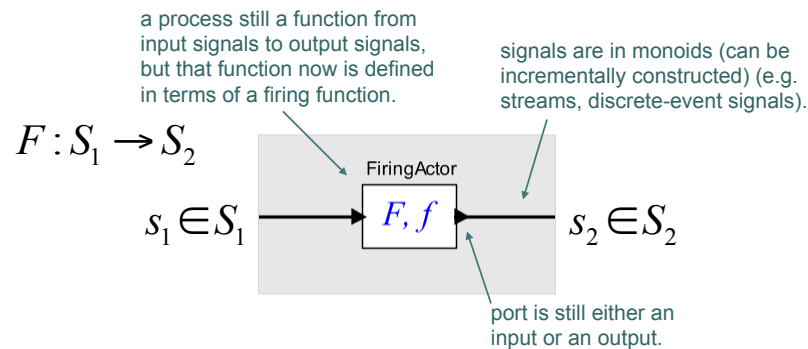 a process still a function from
input signals to output signals,
but that function now is defined
in terms of a firing function.
signals are in monoids (can be
incrementally constructed) (e.g.
streams, discrete-event signals).
F : S₁ → S₂
FiringActor
s₁ ∈ S₁
F, f
s₂ ∈ S₂
port is still either an
input or an output.